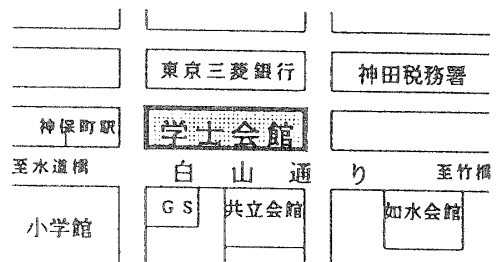 東京三菱銀行
神田税務署
神保町駅
学士会館
至水道橋
白山通り
至竹橋
小学館
GS
共立会館
如水会館